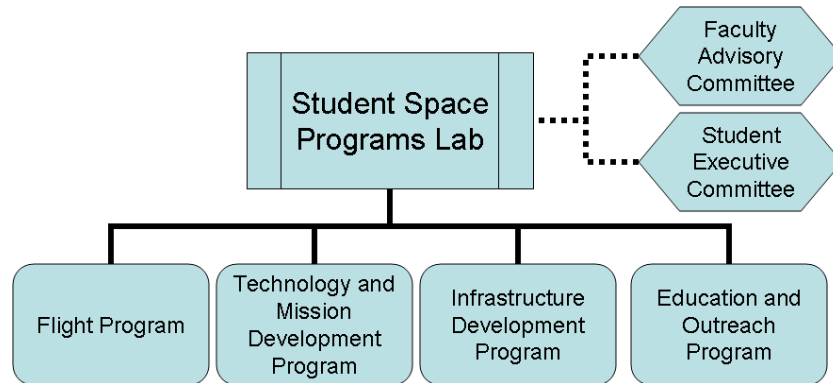 Faculty
Advisory
Committee
Student Space
Programs Lab
Student
Executive
Committee
Flight Program
Technology and
Mission
Development
Program
Infrastructure
Development
Program
Education and
Outreach
Program